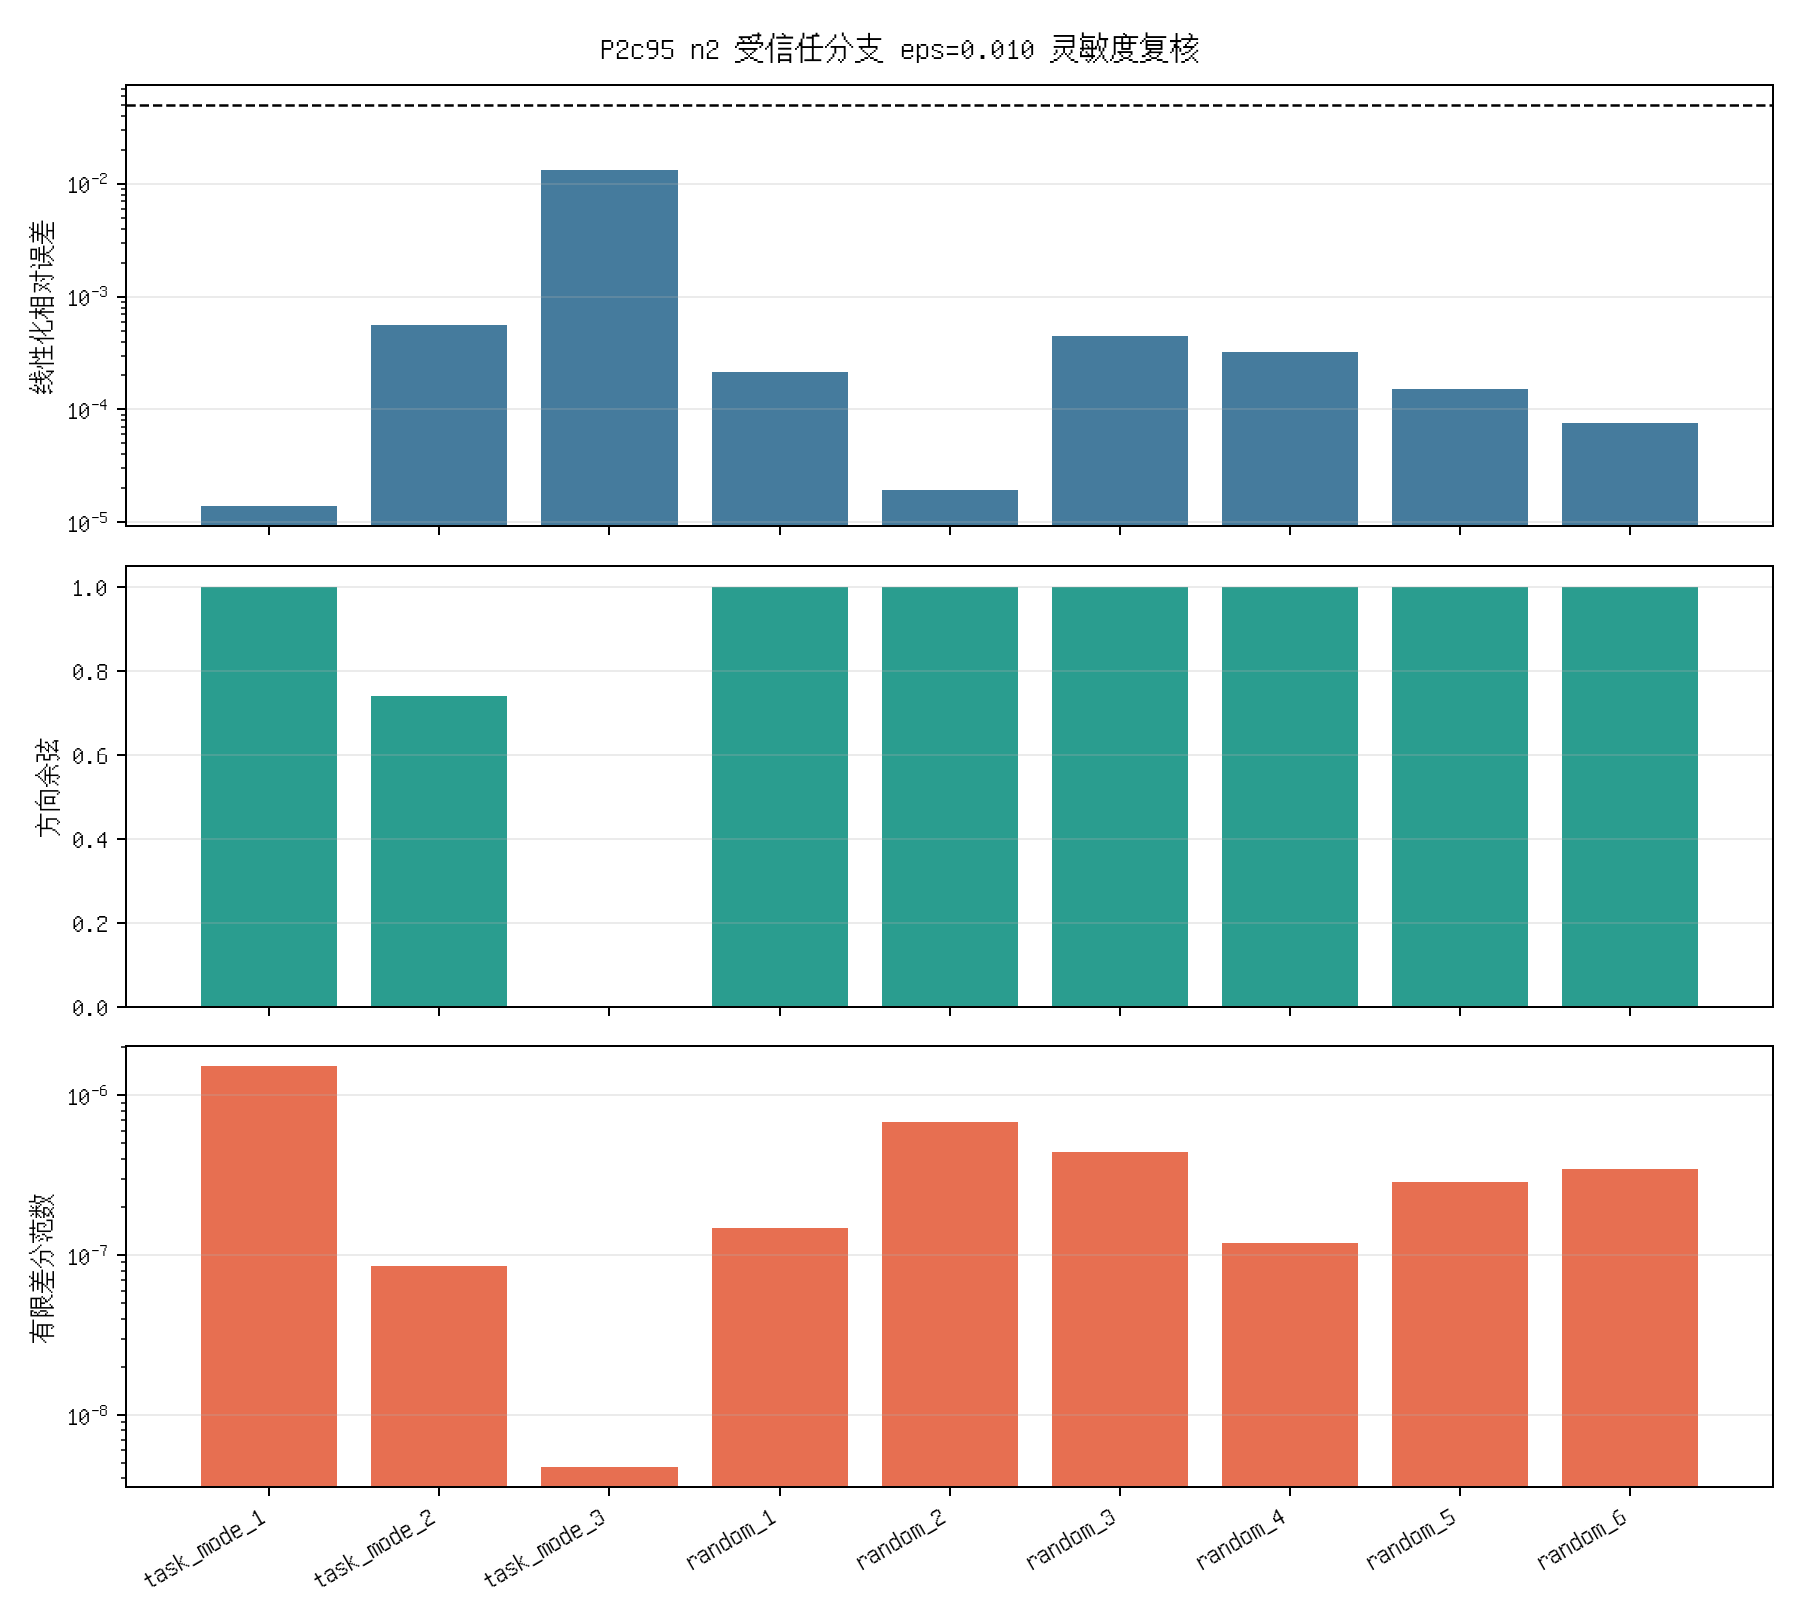 P2c95 n2 受信任分支 eps=0.010 灵敏度复核
线性化相对误差
10⁻²
10⁻³
10⁻⁴
10⁻⁵
方向余弦
1.0
0.8
0.6
0.4
0.2
0.0
有限差分范数
10⁻⁶
10⁻⁷
10⁻⁸
task_mode_1
task_mode_2
task_mode_3
random_1
random_2
random_3
random_4
random_5
random_6